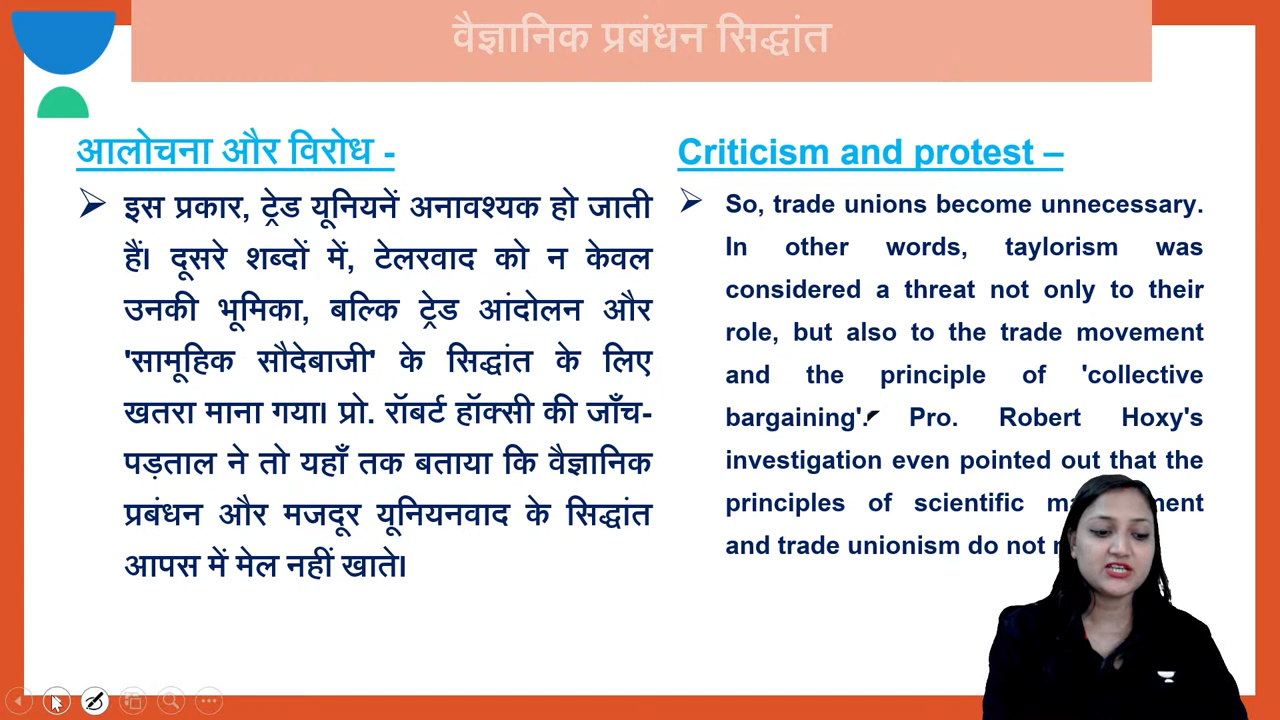 वैज्ञानिक प्रबंधन सिद्धांत
आलोचना और विरोध -
इस प्रकार, ट्रेड यूनियनें अनावश्यक हो जाती
हैं। दूसरे शब्दों में, टेलरवाद को न केवल
उनकी भूमिका, बल्कि ट्रेड आंदोलन और
'सामूहिक सौदेबाजी' के सिद्धांत के लिए
खतरा माना गया। प्रो. रॉबर्ट हॉक्सी की जाँच-
पड़ताल ने तो यहाँ तक बताया कि वैज्ञानिक
प्रबंधन और मजदूर यूनियनवाद के सिद्धांत
आपस में मेल नहीं खाते।
Criticism and protest –
So, trade unions become unnecessary.
In other words, taylorism was
considered a threat not only to their
role, but also to the trade movement
and the principle of 'collective
bargaining'. Pro. Robert Hoxy's
investigation even pointed out that the
principles of scientific
and trade unionism do not